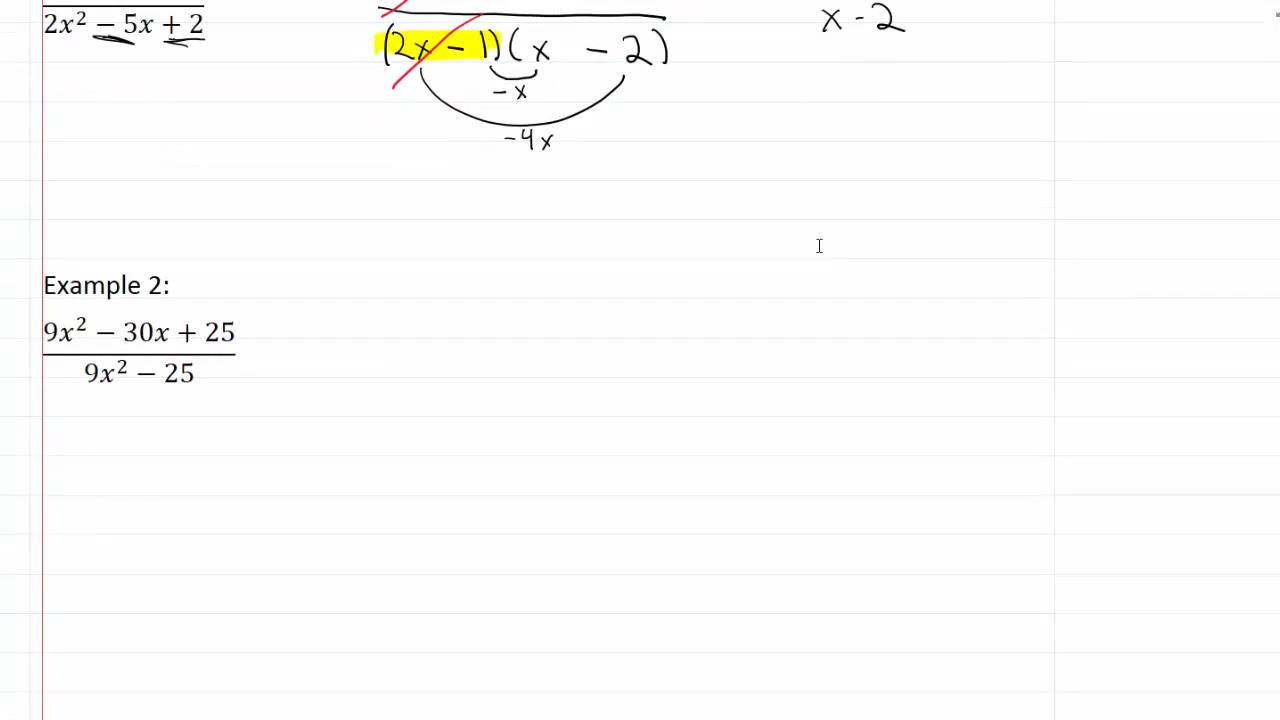 2x² − 5x + 2
(2x − 1)(x − 2)
x - 2
− x
−4x
Example 2:
9x² − 30x + 25
9x² − 25